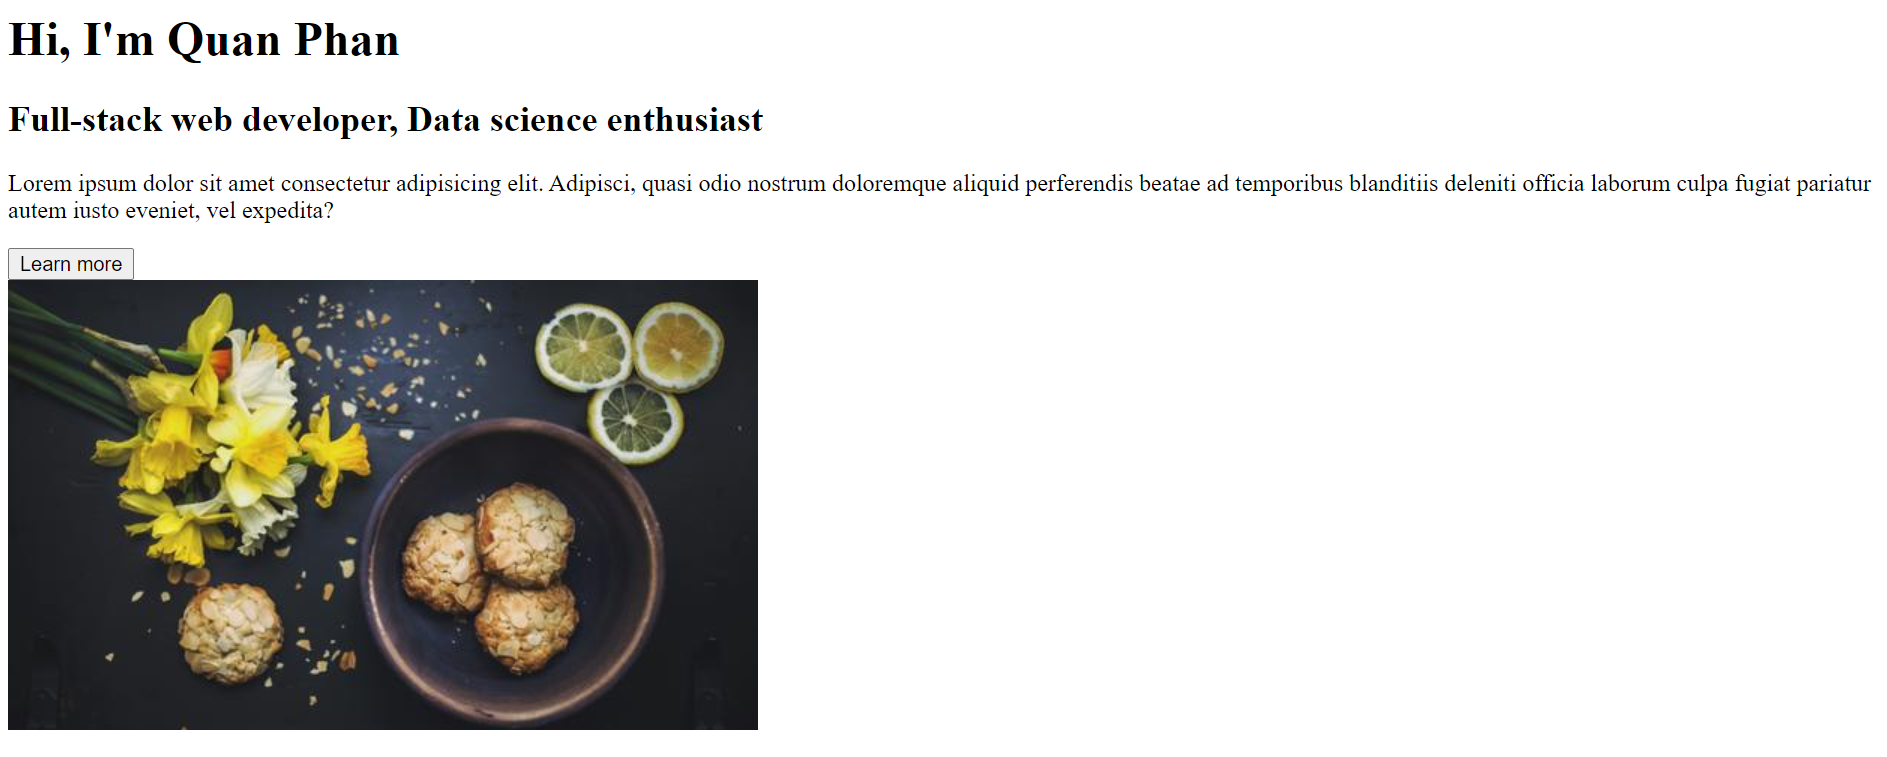 Hi, I'm Quan Phan
Full-stack web developer, Data science enthusiast
Lorem ipsum dolor sit amet consectetur adipisicing elit. Adipisci, quasi odio nostrum doloremque aliquid perferendis beatae ad temporibus blanditiis deleniti officia laborum culpa fugiat pariatur
autem iusto eveniet, vel expedita?
Learn more